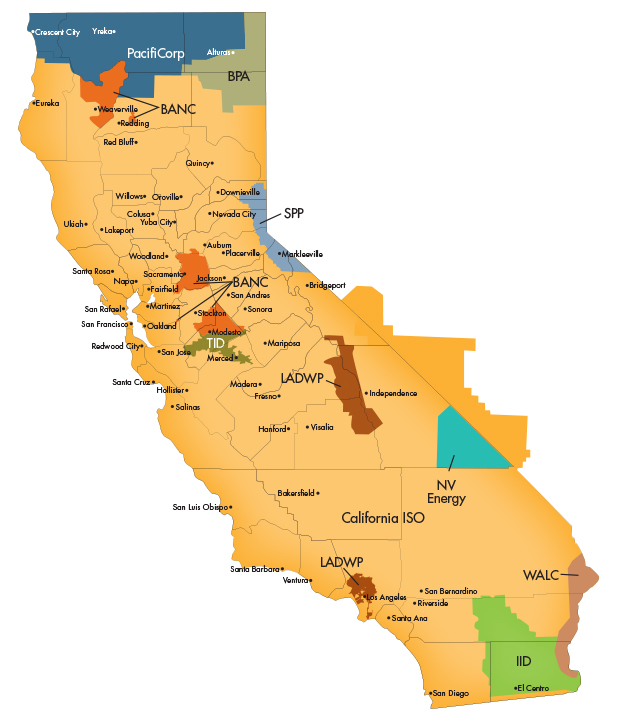 Crescent City
Yreka
PacifiCorp
Alturas
BPA
Eureka
Weaverville
BANC
Redding
Red Bluff
Quincy
Willows
Oroville
Downieville
Colusa
Nevada City
SPP
Yuba City
Ukiah
Lakeport
Auburn
Woodland
Placerville
Markleeville
Santa Rosa
Sacramento
Jackson
Napa
BANC
Bridgeport
Fairfield
San Andres
San Rafael
Martinez
Stockton
Sonora
San Francisco
Oakland
Modesto
Redwood City
TID
Mariposa
San Jose
Merced
Santa Cruz
Madera
LADWP
Hollister
Fresno
Independence
Salinas
Hanford
Visalia
NV
Energy
Bakersfield
San Luis Obispo
California ISO
LADWP
Santa Barbara
WALC
Ventura
San Bernardino
Los Angeles
Riverside
Santa Ana
IID
El Centro
San Diego